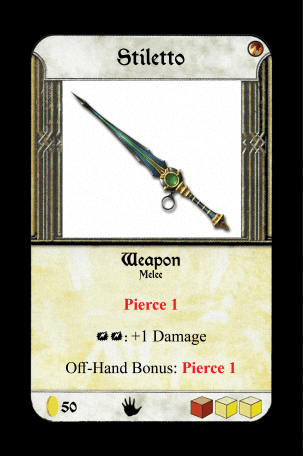 Stiletto
Weapon
Melee
Pierce 1
: +1 Damage
Off-Hand Bonus: Pierce 1
50